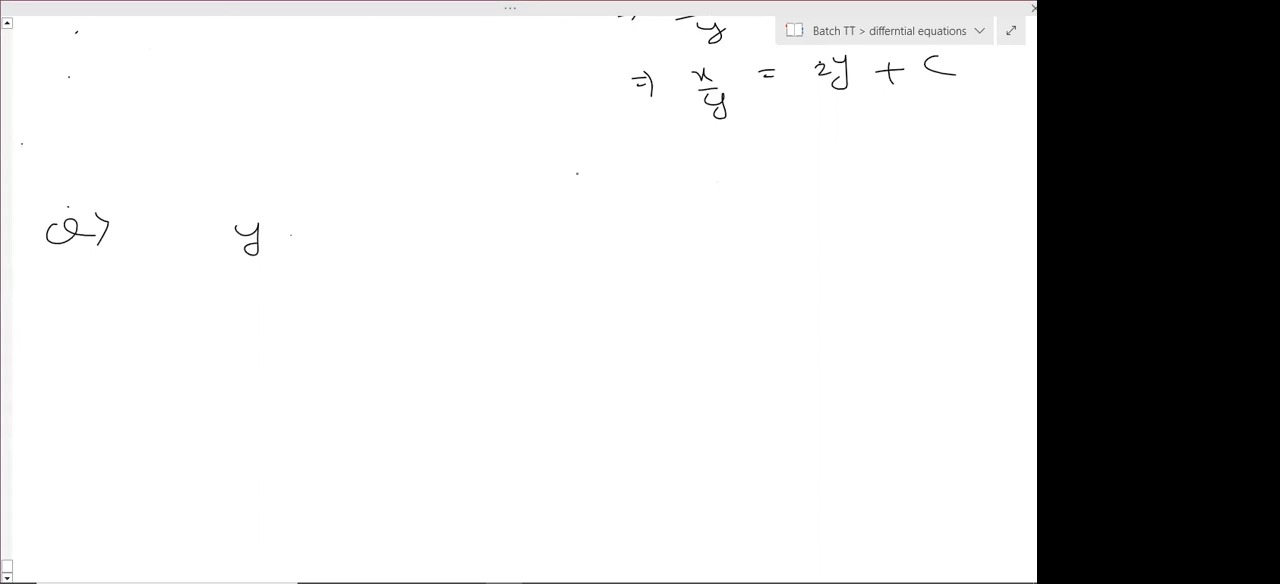 ...
⇒ — y
Batch TT > differntial equations
⇒ x/y = 2y + C
Q> y